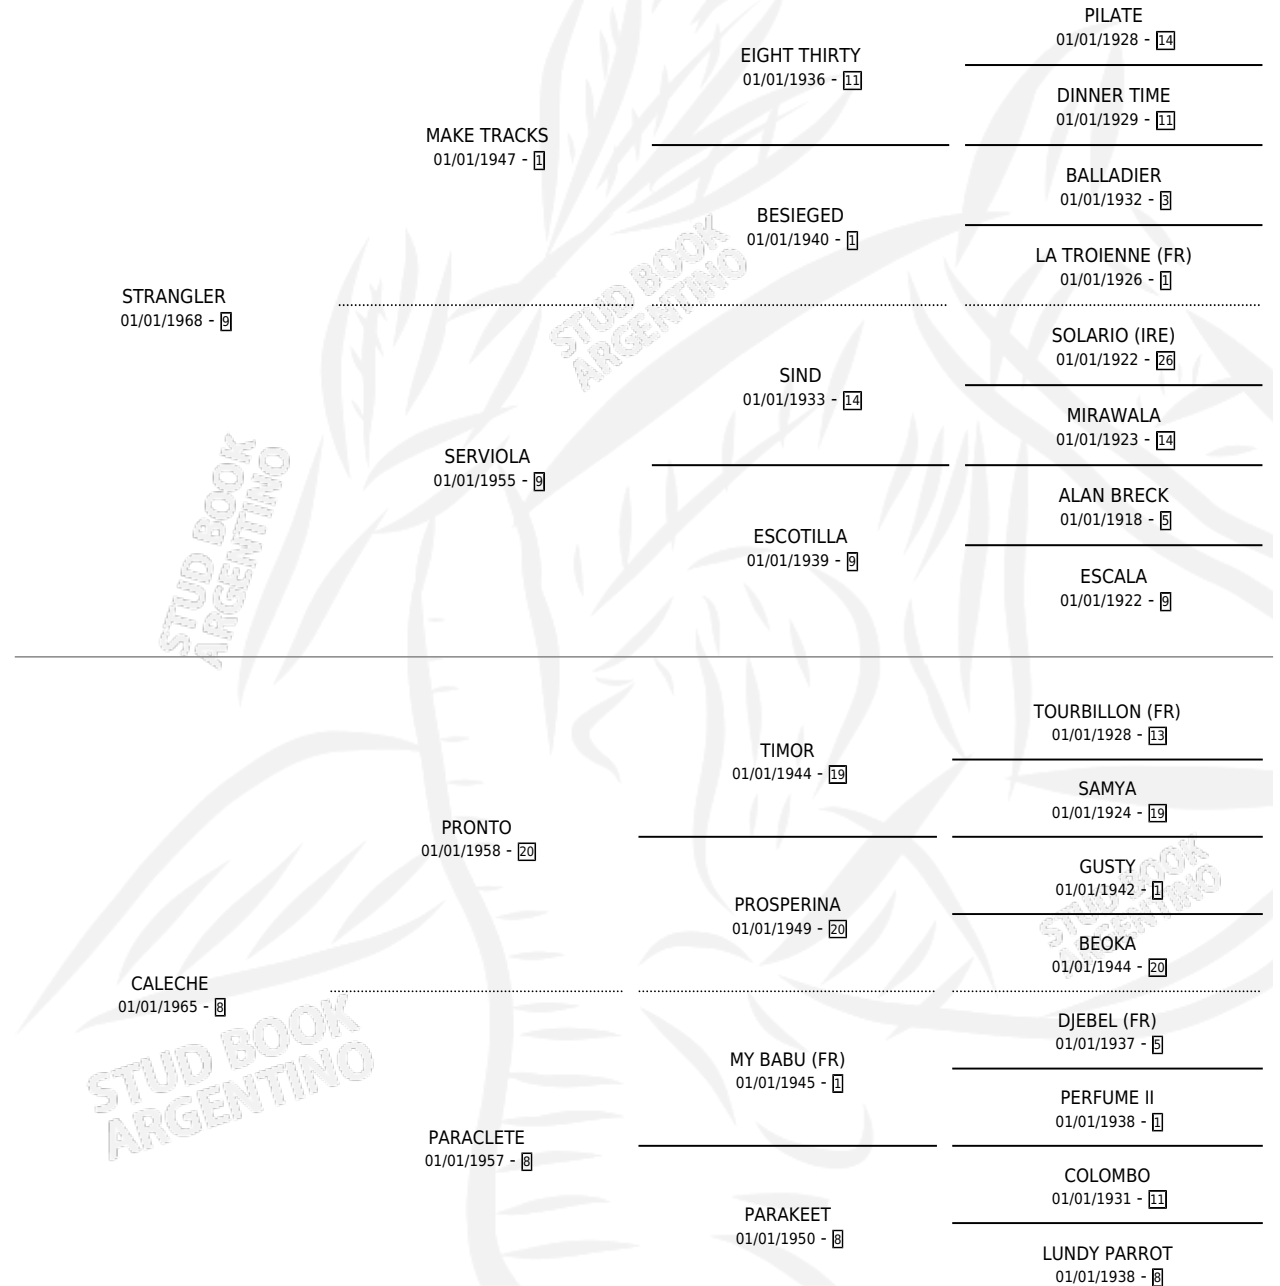 PILATE
01/01/1928 - 14
EIGHT THIRTY
01/01/1936 - 11
DINNER TIME
01/01/1929 - 11
MAKE TRACKS
01/01/1947 - 1
BALLADIER
01/01/1932 - 3
BESIEGED
01/01/1940 - 1
LA TROIENNE (FR)
01/01/1926 - 1
STRANGLER
01/01/1968 - 9
SOLARIO (IRE)
01/01/1922 - 26
SIND
01/01/1933 - 14
MIRAWALA
01/01/1923 - 14
SERVIOLA
01/01/1955 - 9
ALAN BRECK
01/01/1918 - 5
ESCOTILLA
01/01/1939 - 9
ESCALA
01/01/1922 - 9
TOURBILLON (FR)
01/01/1928 - 13
TIMOR
01/01/1944 - 19
SAMYA
01/01/1924 - 19
PRONTO
01/01/1958 - 20
GUSTY
01/01/1942 - 1
PROSPERINA
01/01/1949 - 20
BEOKA
01/01/1944 - 20
CALECHE
01/01/1965 - 8
DJEBEL (FR)
01/01/1937 - 5
MY BABU (FR)
01/01/1945 - 1
PERFUME II
01/01/1938 - 1
PARACLETE
01/01/1957 - 8
COLOMBO
01/01/1931 - 11
PARAKEET
01/01/1950 - 8
LUNDY PARROT
01/01/1938 - 8
STUD BOOK
ARGENTINO
STUD BOOK
ARGENTINO
STUD BOOK
ARGENTINO
STUD BOOK
ARGENTINO